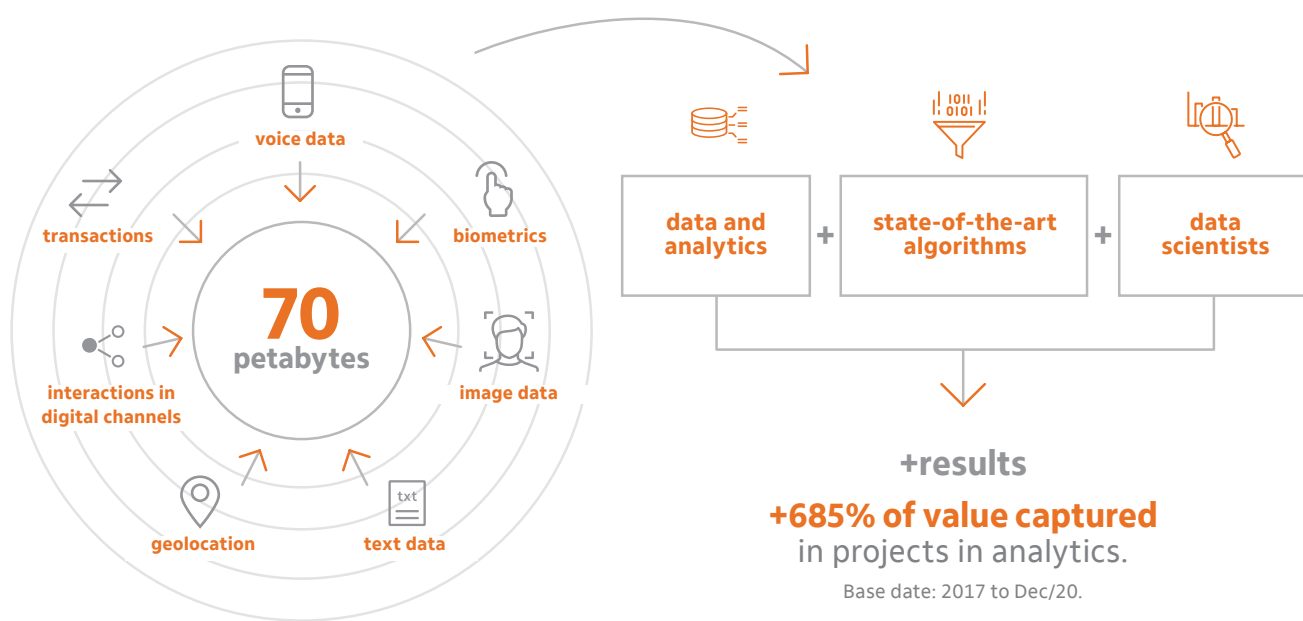 voice data
transactions
biometrics
70
petabytes
interactions in
digital channels
image data
geolocation
txt
text data
1011
0101
data and
analytics
+
state-of-the-art
algorithms
+
data
scientists
+results
+685% of value captured
in projects in analytics.
Base date: 2017 to Dec/20.